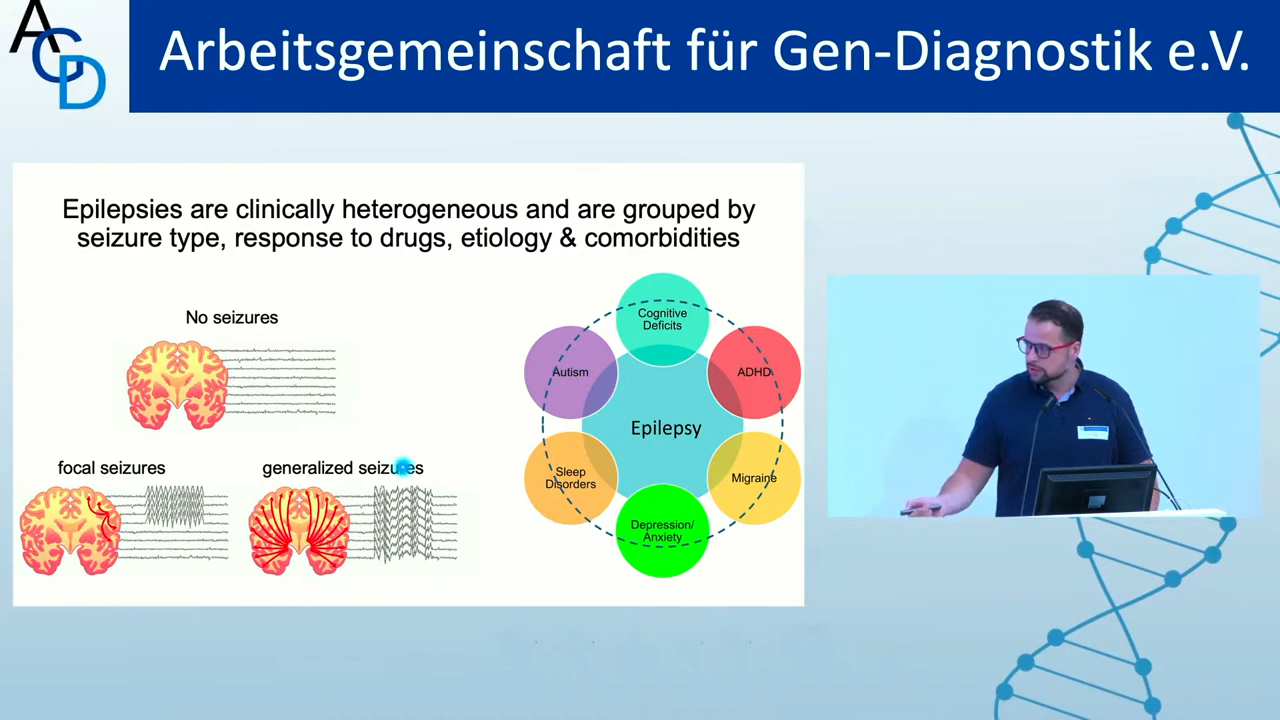 AGD
Arbeitsgemeinschaft für Gen-Diagnostik e.V.
Epilepsies are clinically heterogeneous and are grouped by
seizure type, response to drugs, etiology & comorbidities
No seizures
focal seizures
generalized seizures
Cognitive
Deficits
Autism
ADHD
Epilepsy
Sleep
Disorders
Migraine
Depression/
Anxiety